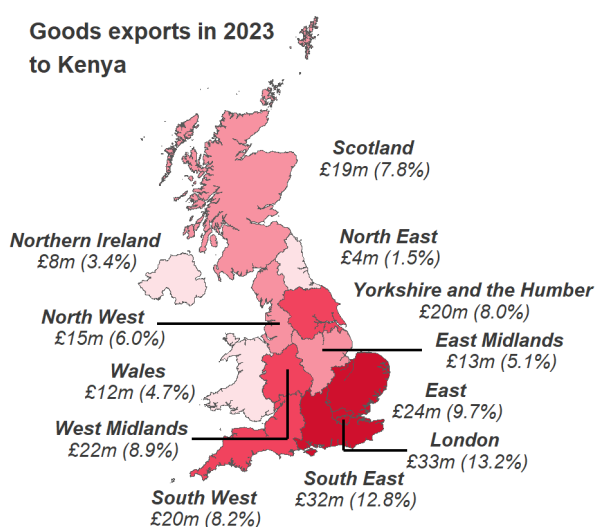 Goods exports in 2023
to Kenya
Scotland
£19m (7.8%)
Northern Ireland
£8m (3.4%)
North East
£4m (1.5%)
Yorkshire and the Humber
£20m (8.0%)
North West
£15m (6.0%)
East Midlands
£13m (5.1%)
Wales
£12m (4.7%)
East
£24m (9.7%)
West Midlands
£22m (8.9%)
London
£33m (13.2%)
South East
£32m (12.8%)
South West
£20m (8.2%)